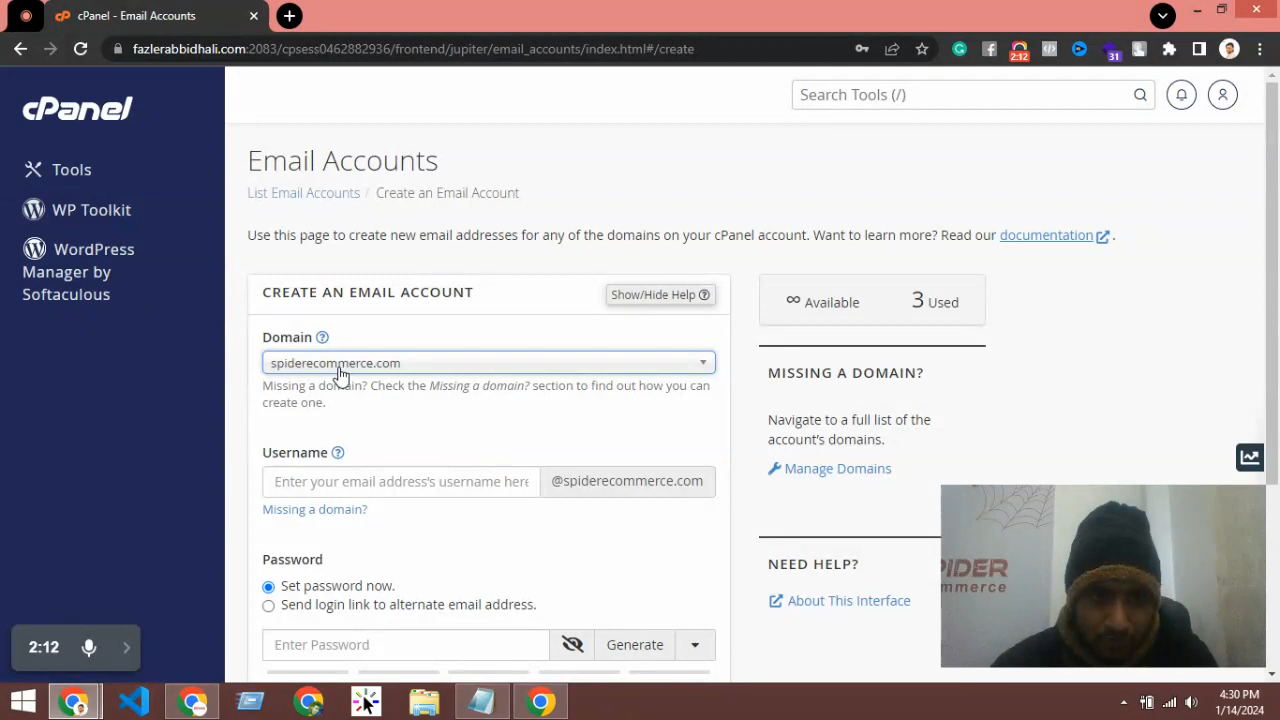 cPanel - Email Accounts
fazlerabbidhali.com:2083/cpsess0462882936/frontend/jupiter/email_accounts/index.html#/create
2:12
31
cPanel
Tools
WP Toolkit
WordPress
Manager by
Softaculous
Search Tools (/)
Email Accounts
List Email Accounts / Create an Email Account
Use this page to create new email addresses for any of the domains on your cPanel account. Want to learn more? Read our documentation.
CREATE AN EMAIL ACCOUNT
Show/Hide Help
Domain
spiderecommerce.com
Missing a domain? Check the Missing a domain? section to find out how you can
create one.
Username
Enter your email address's username here
@spiderecommerce.com
Missing a domain?
Password
Set password now.
Send login link to alternate email address.
Enter Password
Generate
∞ Available
3 Used
MISSING A DOMAIN?
Navigate to a full list of the
account's domains.
Manage Domains
NEED HELP?
About This Interface
PIDER
mmerce
2:12
4:30 PM
1/14/2024